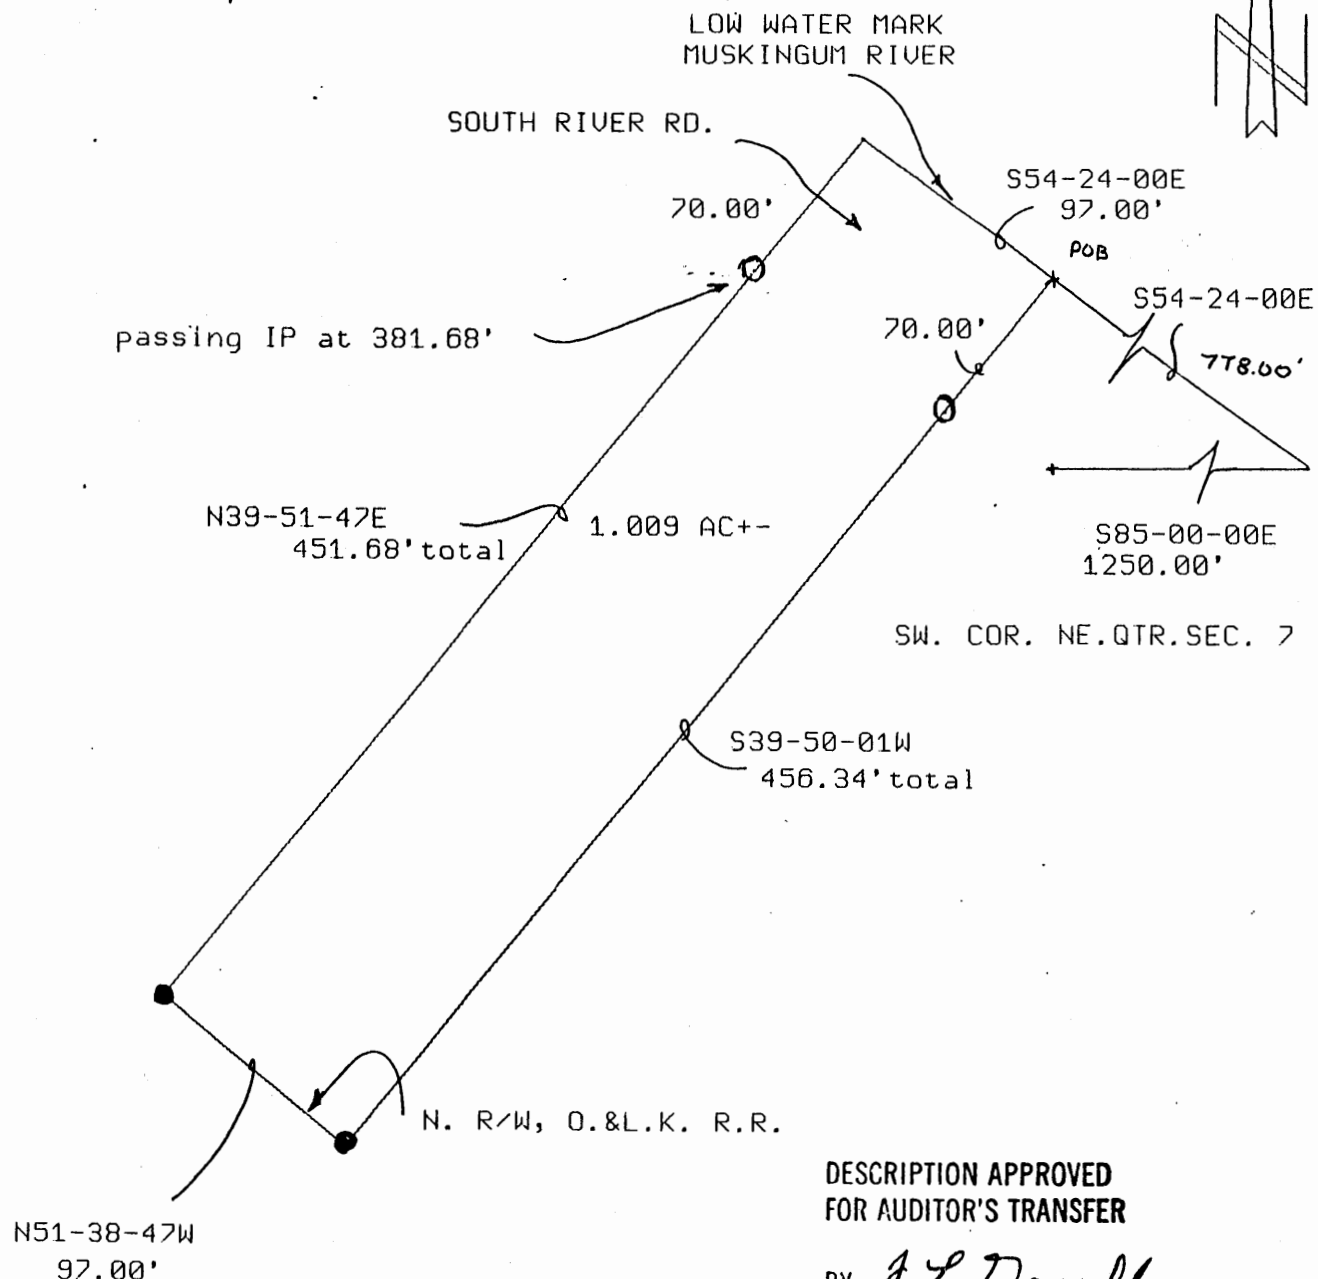 LOW WATER MARK
MUSKINGUM RIVER
N
SOUTH RIVER RD.
S54-24-00E
97.00'
70.00'
POB
S54-24-00E
778.00'
passing IP at 381.68'
70.00'
N39-51-47E
451.68'total
1.009 AC+-
S85-00-00E
1250.00'
SW. COR. NE.QTR.SEC. 7
S39-50-01W
456.34'total
N. R/W, O.&L.K. R.R.
DESCRIPTION APPROVED
FOR AUDITOR'S TRANSFER
N51-38-47W
97.00'
BY